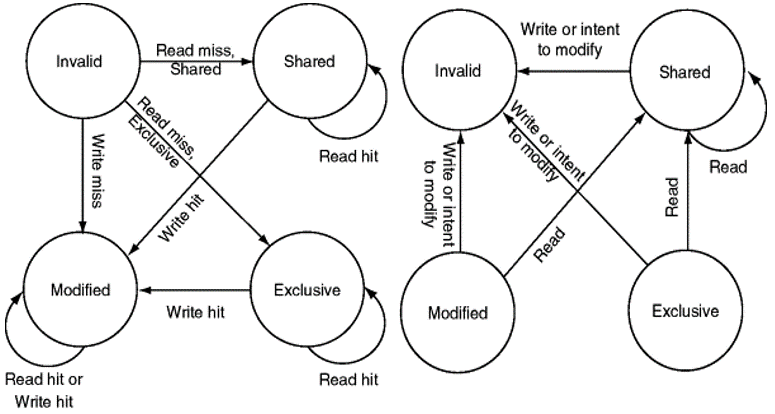 Invalid
Read miss,
Shared
Shared
Read hit
Read miss,
Exclusive
Write miss
Write hit
Modified
Write hit
Exclusive
Read hit or
Write hit
Read hit
Invalid
Write or intent
to modify
Shared
Read
Write or intent
to modify
Write or intent
to modify
Read
Read
Modified
Exclusive